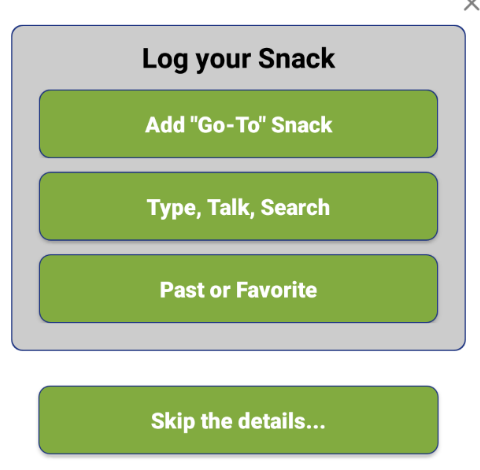 Log your Snack
Add "Go-To" Snack
Type, Talk, Search
Past or Favorite
Skip the details...